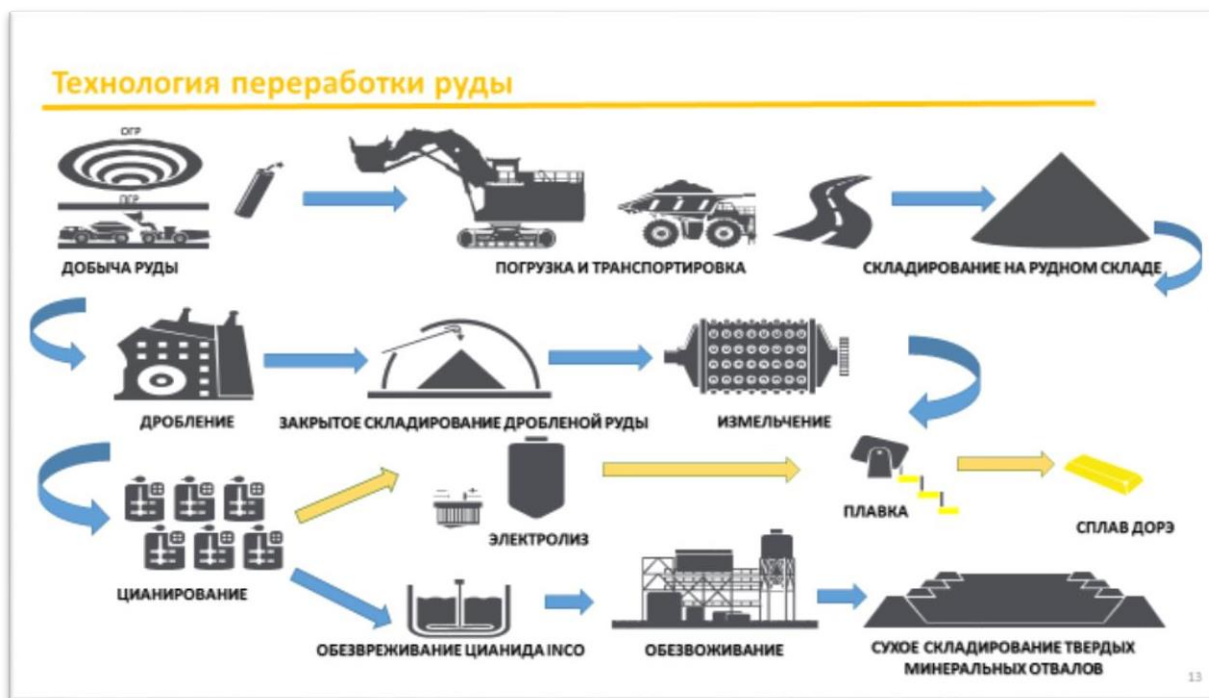 Технология переработки руды
ОГР
ПГР
ДОБЫЧА РУДЫ
ПОГРУЗКА И ТРАНСПОРТИРОВКА
СКЛАДИРОВАНИЕ НА РУДНОМ СКЛАДЕ
ДРОБЛЕНИЕ
ЗАКРЫТОЕ СКЛАДИРОВАНИЕ ДРОБЛЕНОЙ РУДЫ
ИЗМЕЛЬЧЕНИЕ
ЦИАНИРОВАНИЕ
ЭЛЕКТРОЛИЗ
ПЛАВКА
СПЛАВ ДОРЭ
ОБЕЗВРЕЖИВАНИЕ ЦИАНИДА INCO
ОБЕЗВОЖИВАНИЕ
СУХОЕ СКЛАДИРОВАНИЕ ТВЕРДЫХ
МИНЕРАЛЬНЫХ ОТВАЛОВ
13